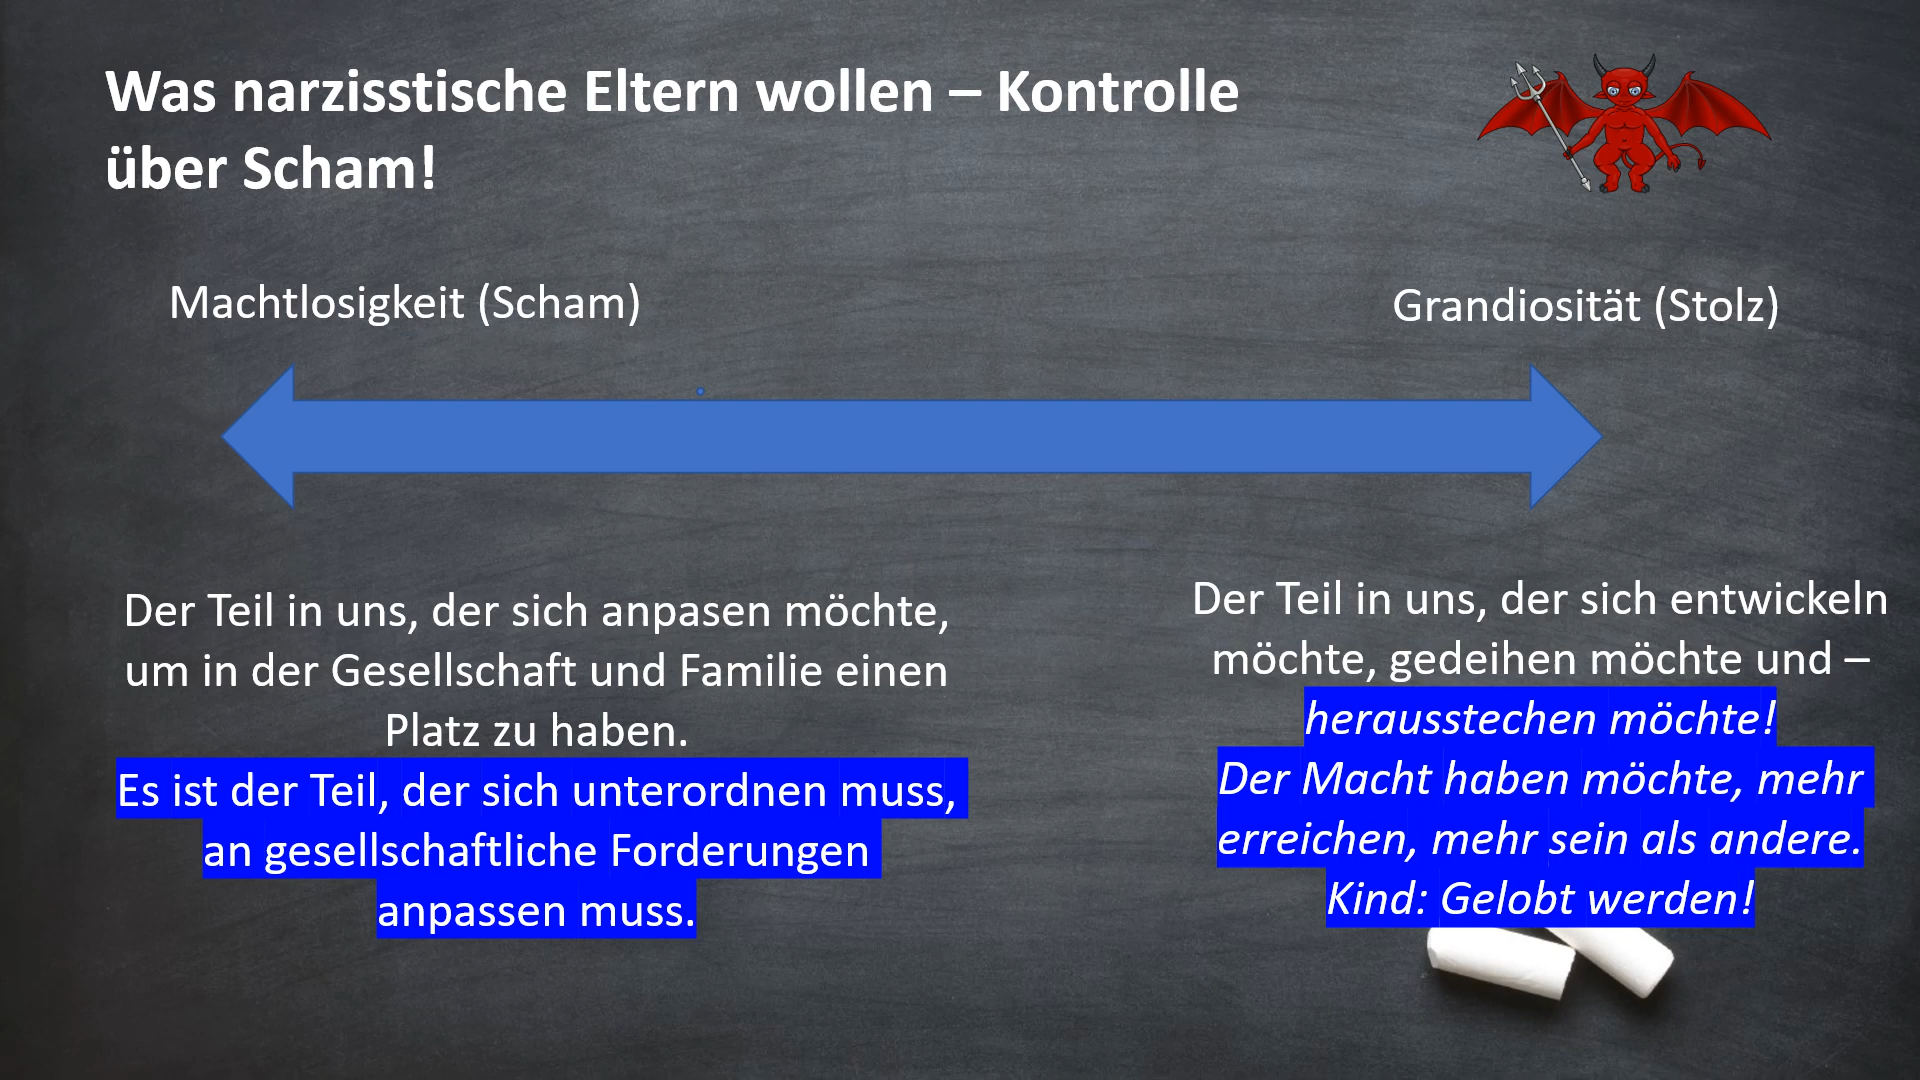 Was narzisstische Eltern wollen – Kontrolle
über Scham!
Machtlosigkeit (Scham)
Grandiosität (Stolz)
Der Teil in uns, der sich anpasen möchte,
um in der Gesellschaft und Familie einen
Platz zu haben.
Es ist der Teil, der sich unterordnen muss,
an gesellschaftliche Forderungen
anpassen muss.
Der Teil in uns, der sich entwickeln
möchte, gedeihen möchte und –
herausstechen möchte!
Der Macht haben möchte, mehr
erreichen, mehr sein als andere.
Kind: Gelobt werden!